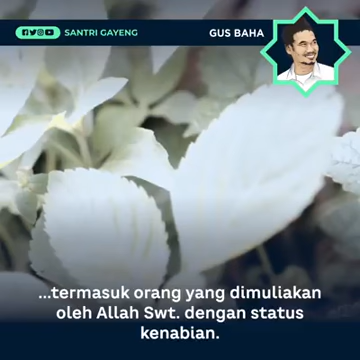 SANTRI GAYENG
GUS BAHA
...termasuk orang yang dimuliakan
oleh Allah Swt. dengan status
kenabian.